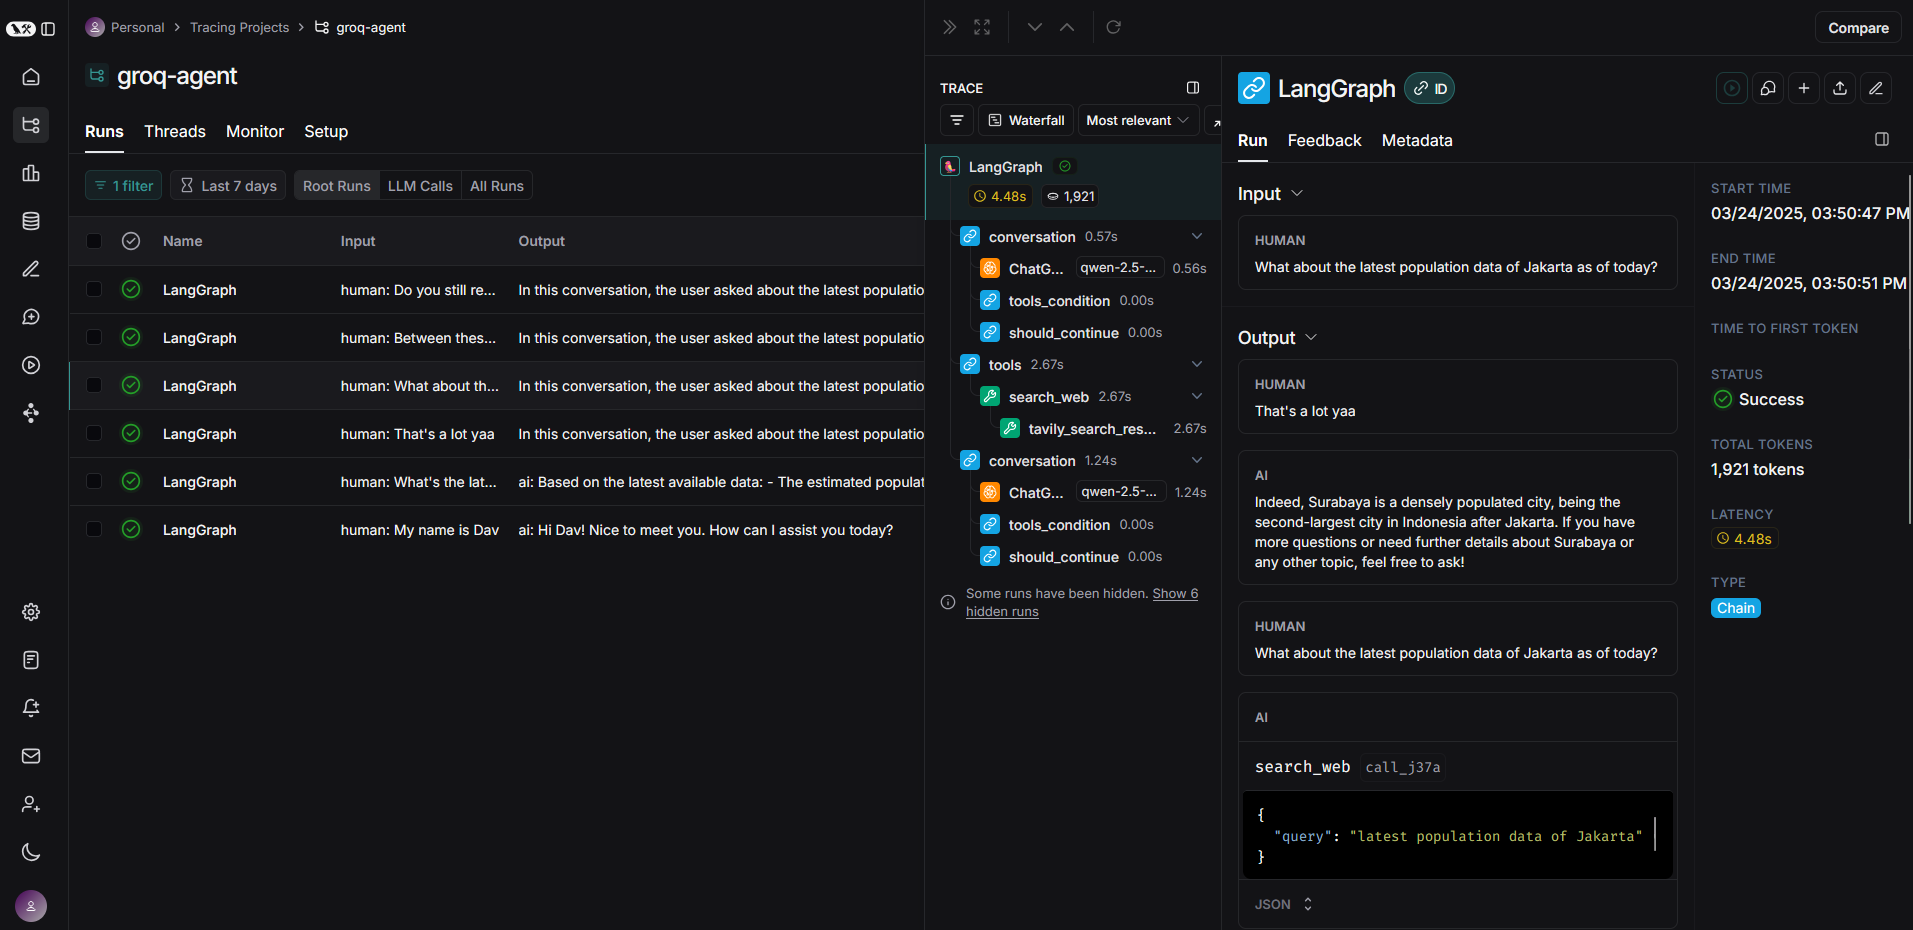 Personal > Tracing Projects > groq-agent
groq-agent
Runs Threads Monitor Setup
1 filter Last 7 days Root Runs LLM Calls All Runs
Name Input Output
LangGraph human: Do you still re... In this conversation, the user asked about the latest populatio
LangGraph human: Between thes... In this conversation, the user asked about the latest populatio
LangGraph human: What about th... In this conversation, the user asked about the latest populatio
LangGraph human: That's a lot yaa In this conversation, the user asked about the latest populatio
LangGraph human: What's the lat... ai: Based on the latest available data: - The estimated populat
LangGraph human: My name is Dav ai: Hi Dav! Nice to meet you. How can I assist you today?
Compare
TRACE
Waterfall Most relevant
LangGraph
4.48s 1,921
conversation 0.57s
ChatG... qwen-2.5-... 0.56s
tools_condition 0.00s
should_continue 0.00s
tools 2.67s
search_web 2.67s
tavily_search_res... 2.67s
conversation 1.24s
ChatG... qwen-2.5-... 1.24s
tools_condition 0.00s
should_continue 0.00s
Some runs have been hidden. Show 6
hidden runs
LangGraph ID
Run Feedback Metadata
Input
HUMAN
What about the latest population data of Jakarta as of today?
Output
HUMAN
That's a lot yaa
AI
Indeed, Surabaya is a densely populated city, being the
second-largest city in Indonesia after Jakarta. If you have
more questions or need further details about Surabaya or
any other topic, feel free to ask!
HUMAN
What about the latest population data of Jakarta as of today?
AI
search_web call_j37a
{
"query": "latest population data of Jakarta"
}
JSON
START TIME
03/24/2025, 03:50:47 PM
END TIME
03/24/2025, 03:50:51 PM
TIME TO FIRST TOKEN
STATUS
Success
TOTAL TOKENS
1,921 tokens
LATENCY
4.48s
TYPE
Chain